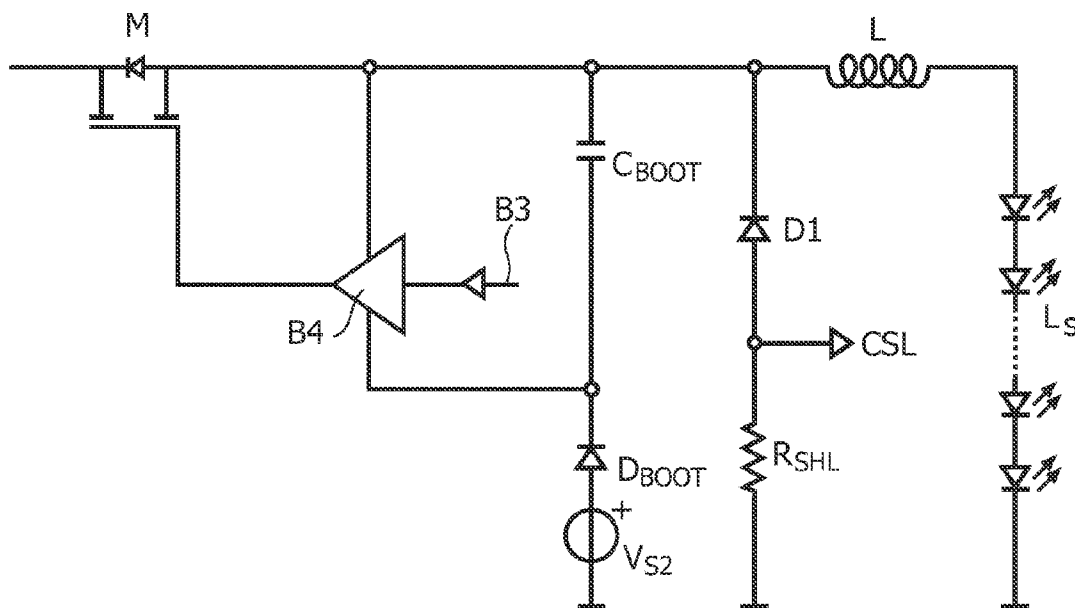 M
L
C_BOOT
B3
D1
B4
CSL
L_S
D_BOOT
R_SHL
+
V_S2